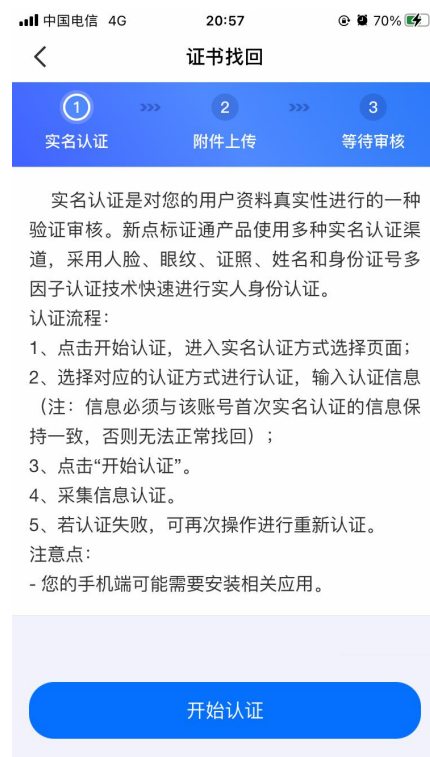 中国电信 4G 20:57 70%
证书找回
1 >>> 2 >>> 3
实名认证 附件上传 等待审核
实名认证是对您的用户资料真实性进行的一种
验证审核。新点标证通产品使用多种实名认证渠
道，采用人脸、眼纹、证照、姓名和身份证号多
因子认证技术快速进行实人身份认证。
认证流程：
1、点击开始认证，进入实名认证方式选择页面；
2、选择对应的认证方式进行认证，输入认证信息
（注：信息必须与该账号首次实名认证的信息保
持一致，否则无法正常找回）；
3、点击“开始认证”。
4、采集信息认证。
5、若认证失败，可再次操作进行重新认证。
注意点：
- 您的手机端可能需要安装相关应用。
开始认证